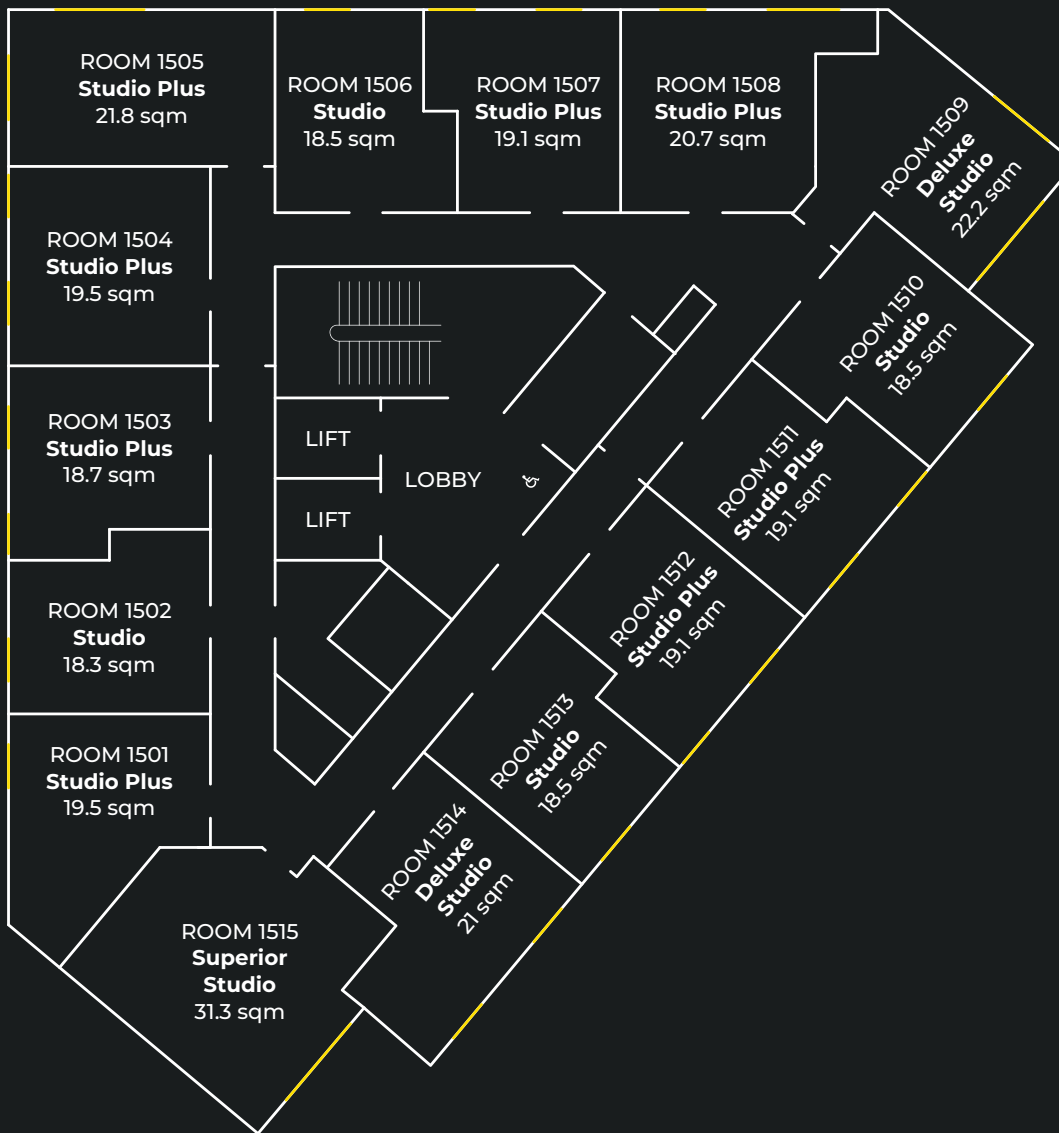 ROOM 1505
Studio Plus
21.8 sqm
ROOM 1506
Studio
18.5 sqm
ROOM 1507
Studio Plus
19.1 sqm
ROOM 1508
Studio Plus
20.7 sqm
ROOM 1509
Deluxe
Studio
22.2 sqm
ROOM 1504
Studio Plus
19.5 sqm
ROOM 1510
Studio
18.5 sqm
ROOM 1503
Studio Plus
18.7 sqm
LIFT
LOBBY
LIFT
ROOM 1511
Studio Plus
19.1 sqm
ROOM 1502
Studio
18.3 sqm
ROOM 1512
Studio Plus
19.1 sqm
ROOM 1501
Studio Plus
19.5 sqm
ROOM 1513
Studio
18.5 sqm
ROOM 1514
Deluxe
Studio
21 sqm
ROOM 1515
Superior
Studio
31.3 sqm